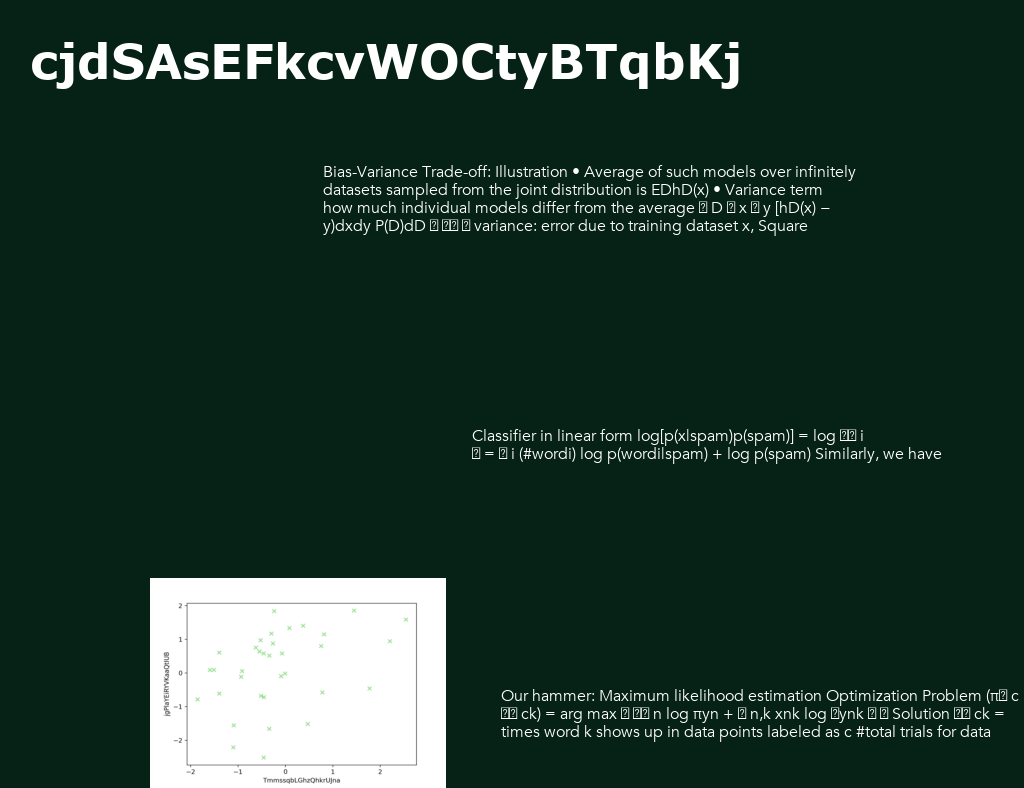 cjdSAsEFkcvWOCtyBTqbKj
Bias-Variance Trade-off: Illustration • Average of such models over infinitely
datasets sampled from the joint distribution is EDhD(x) • Variance term
how much individual models differ from the average D x y [hD(x) −
y)dxdy P(D)dD variance: error due to training dataset x, Square
Classifier in linear form log[p(x|spam)p(spam)] = log i
= i (#wordi) log p(wordi|spam) + log p(spam) Similarly, we have
Our hammer: Maximum likelihood estimation Optimization Problem (π c
ck) = arg max n log πyn + n,k xnk log ynk Solution ck =
times word k shows up in data points labeled as c #total trials for data
2
1
0
−1
−2
jgPlaYEiRYVKaaQtIUB
−2 −1 0 1 2
TmmssqbLGhzQhkrUJna